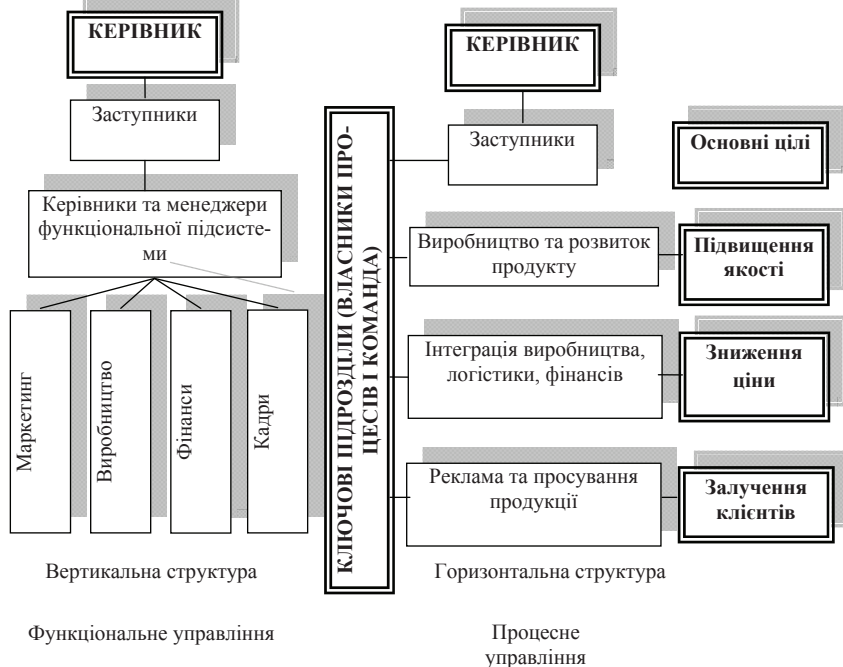 КЕРІВНИК
Заступники
Керівники та менеджери
функціональної підсисте-
ми
Маркетинг
Виробництво
Фінанси
Кадри
Вертикальна структура
Функціональне управління
КЛЮЧОВІ ПІДРОЗДІЛИ (ВЛАСНИКИ ПРО-
ЦЕСІВ І КОМАНДА)
КЕРІВНИК
Заступники
Основні цілі
Виробництво та розвиток
продукту
Підвищення
якості
Інтеграція виробництва,
логістики, фінансів
Зниження
ціни
Реклама та просування
продукції
Залучення
клієнтів
Горизонтальна структура
Процесне
управління